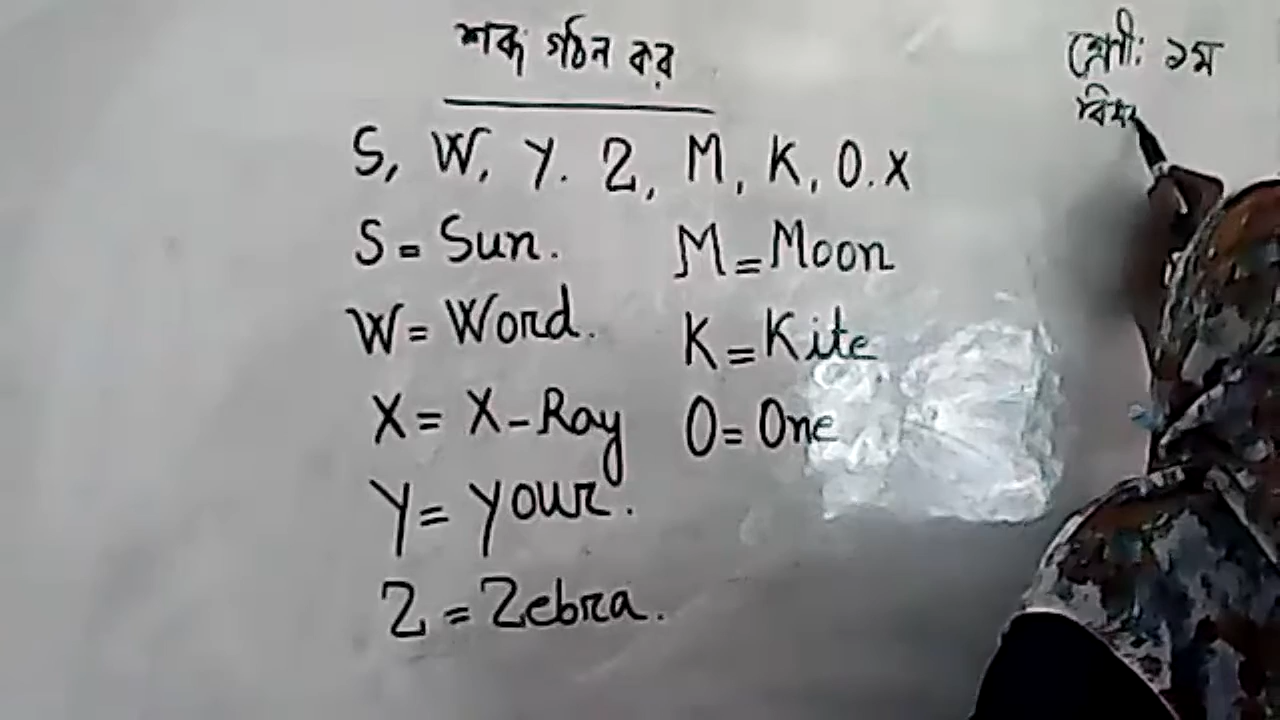 শব্দ গঠন কর
শ্রেণী: ১ম
S, W, Y. Z, M, K, O. X
S = Sun.
M = Moon
W = Word.
K = Kite
X = X-Ray
O = One
Y = your.
Z = Zebra.